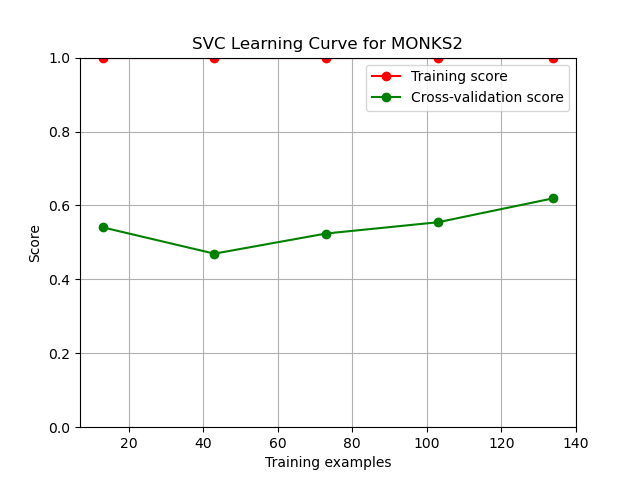 SVC Learning Curve for MONKS2
1.0
0.8
0.6
0.4
0.2
0.0
Score
Training score
Cross-validation score
20 40 60 80 100 120 140
Training examples